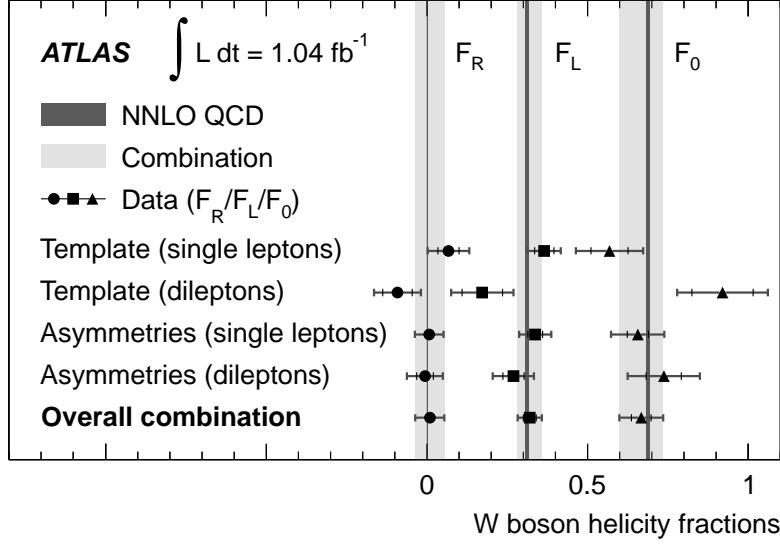 ATLAS ∫ L dt = 1.04 fb⁻¹ F_R F_L F_0
NNLO QCD
Combination
Data (F_R/F_L/F_0)
Template (single leptons)
Template (dileptons)
Asymmetries (single leptons)
Asymmetries (dileptons)
Overall combination
0 0.5 1
W boson helicity fractions